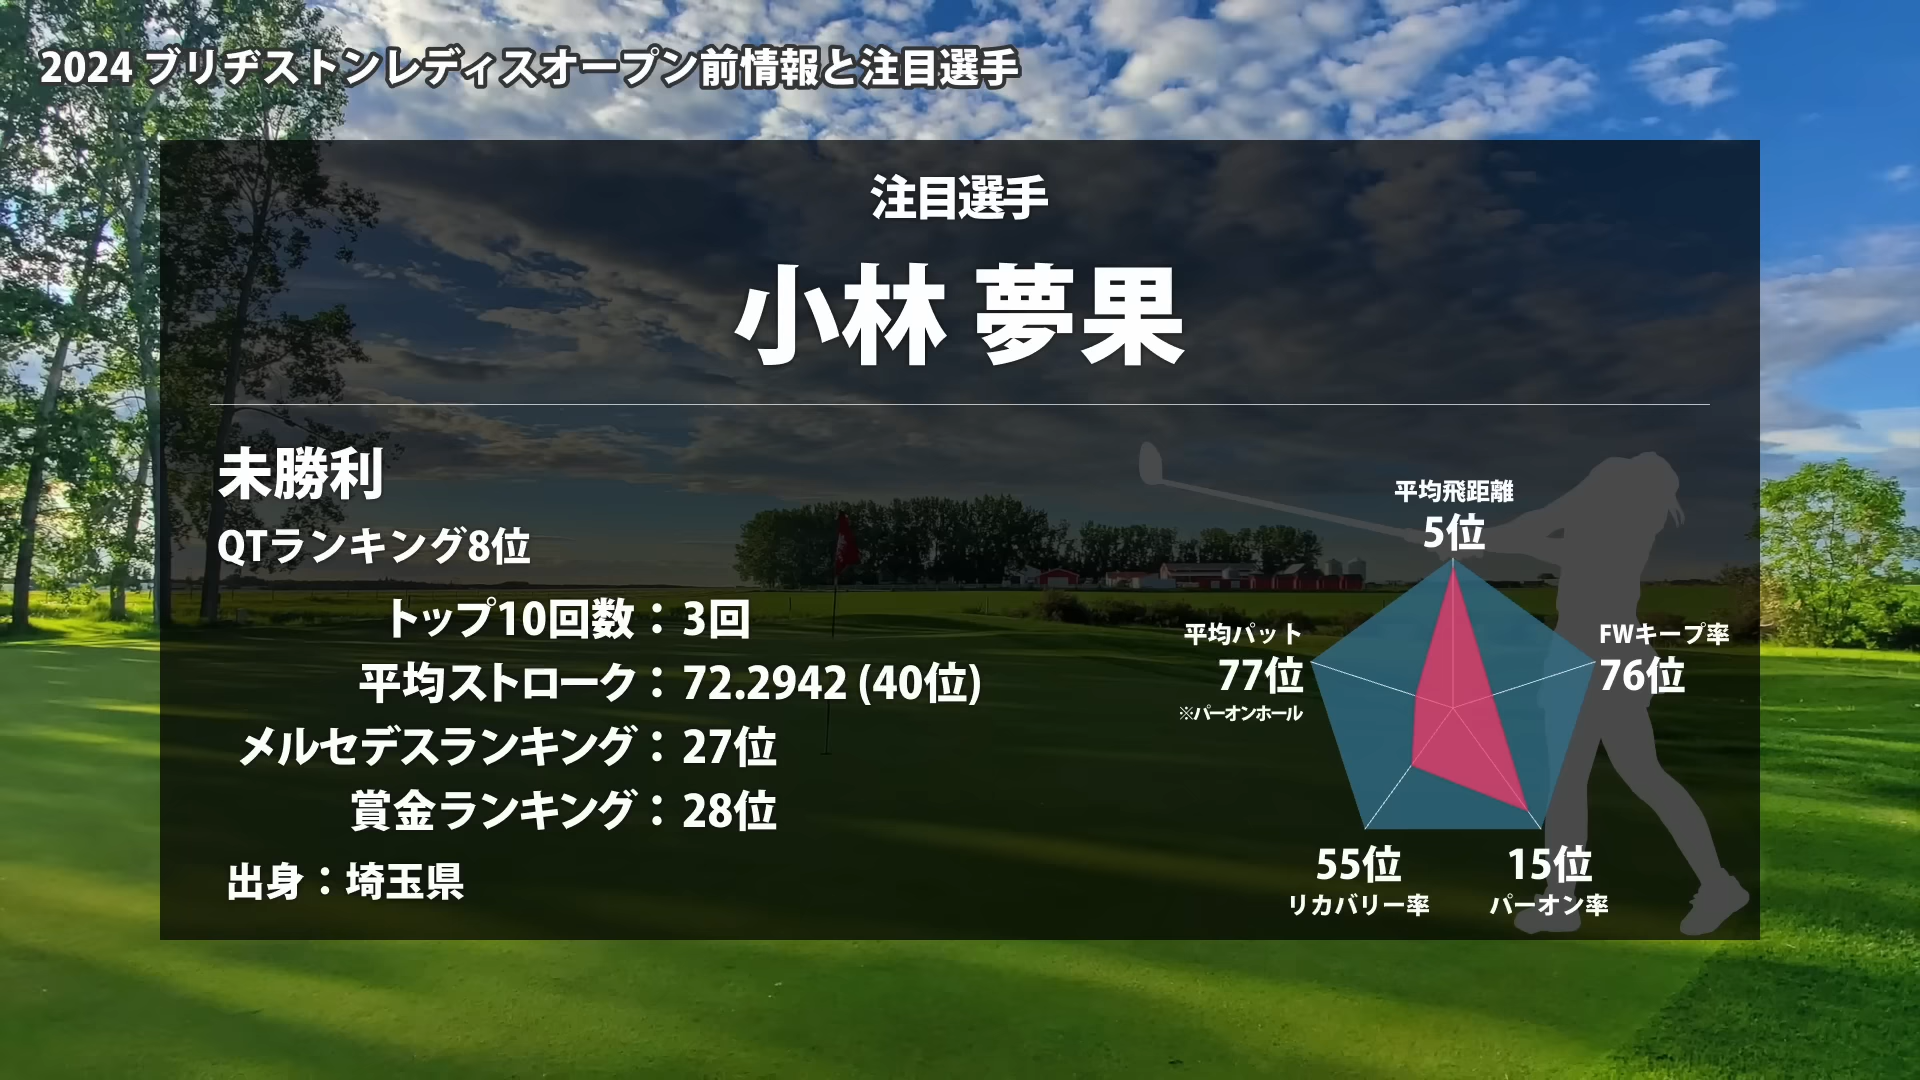 2024 ブリヂストンレディスオープン前情報と注目選手
注目選手
小林 夢果
未勝利
QTランキング8位
トップ10回数：3回
平均ストローク：72.2942 (40位)
メルセデスランキング：27位
賞金ランキング：28位
出身：埼玉県
平均飛距離
5位
FWキープ率
76位
15位
パーオン率
55位
リカバリー率
平均パット
77位
※パーオンホール